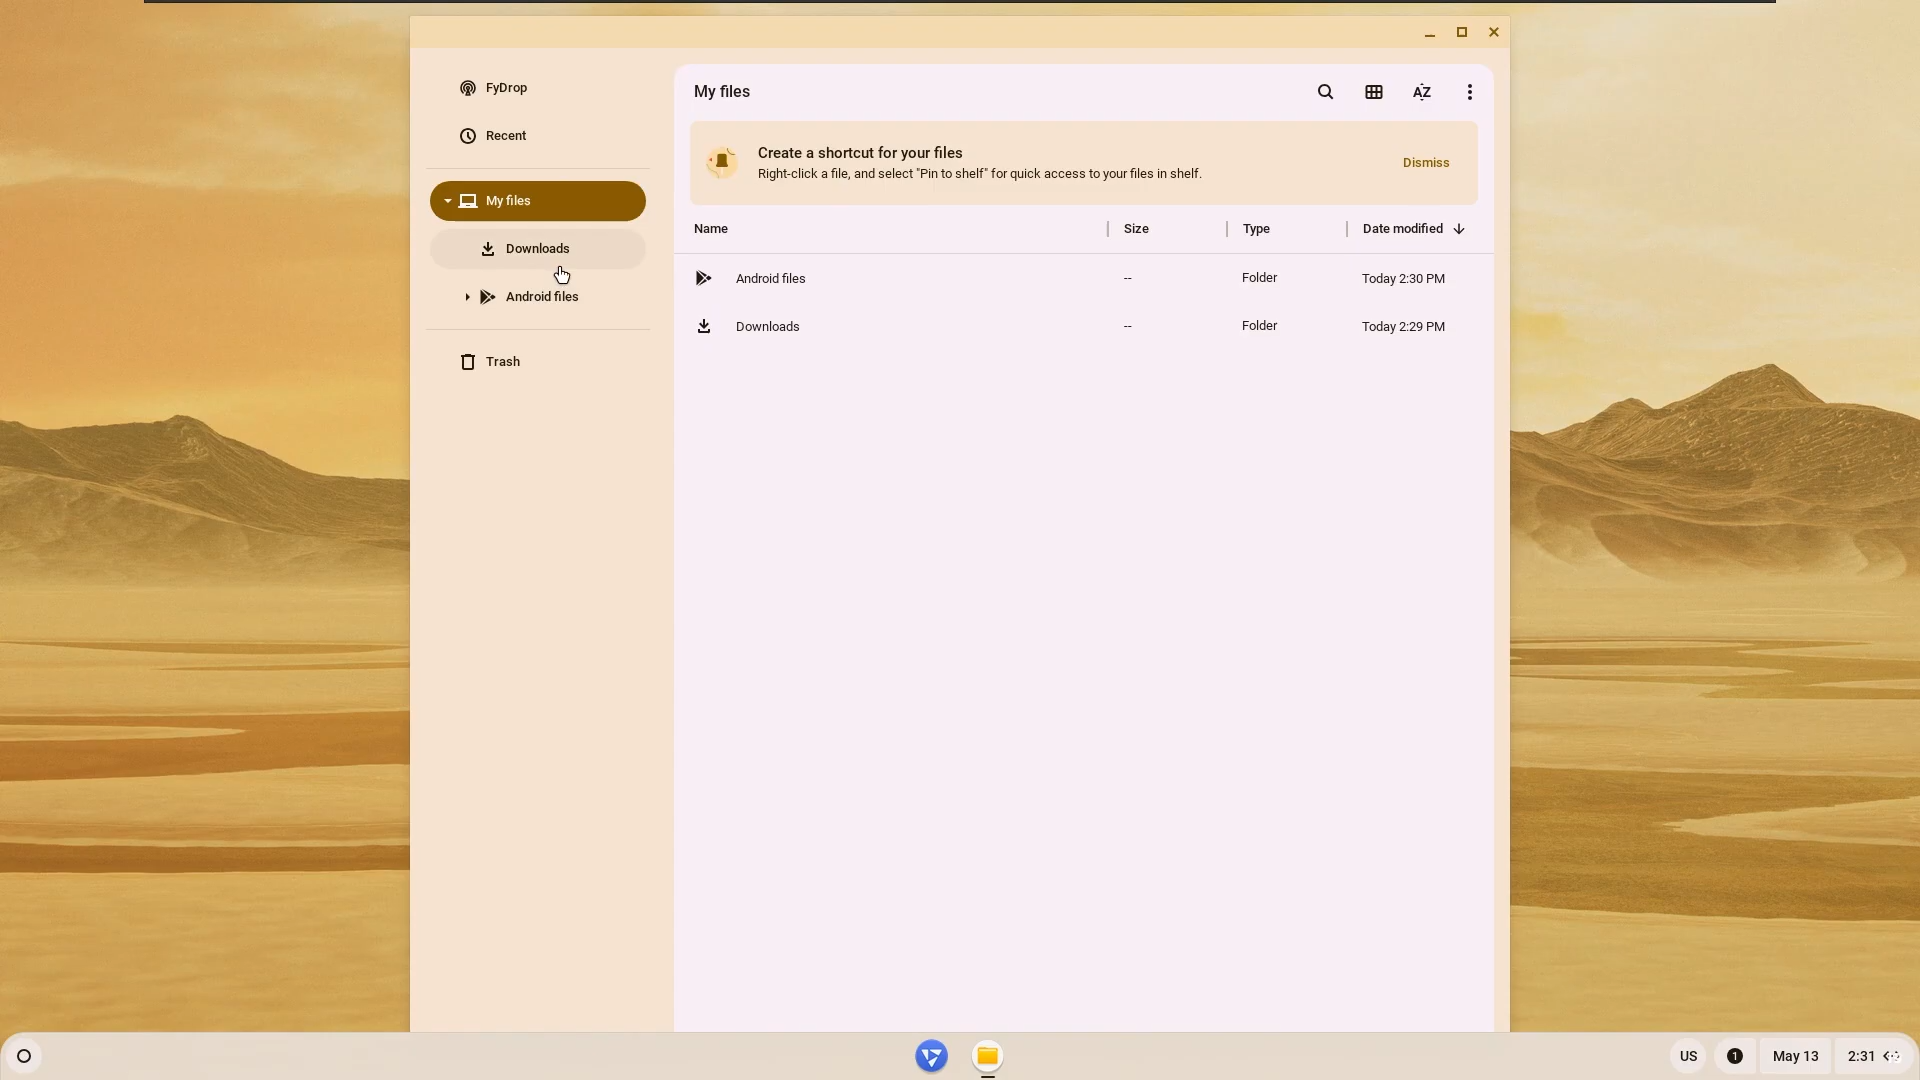 FyDrop
Recent
My files
Downloads
Android files
Trash
My files
AZ
Create a shortcut for your files
Right-click a file, and select "Pin to shelf" for quick access to your files in shelf.
Dismiss
Name Size Type Date modified
Android files -- Folder Today 2:30 PM
Downloads -- Folder Today 2:29 PM
US 1 May 13 2:31